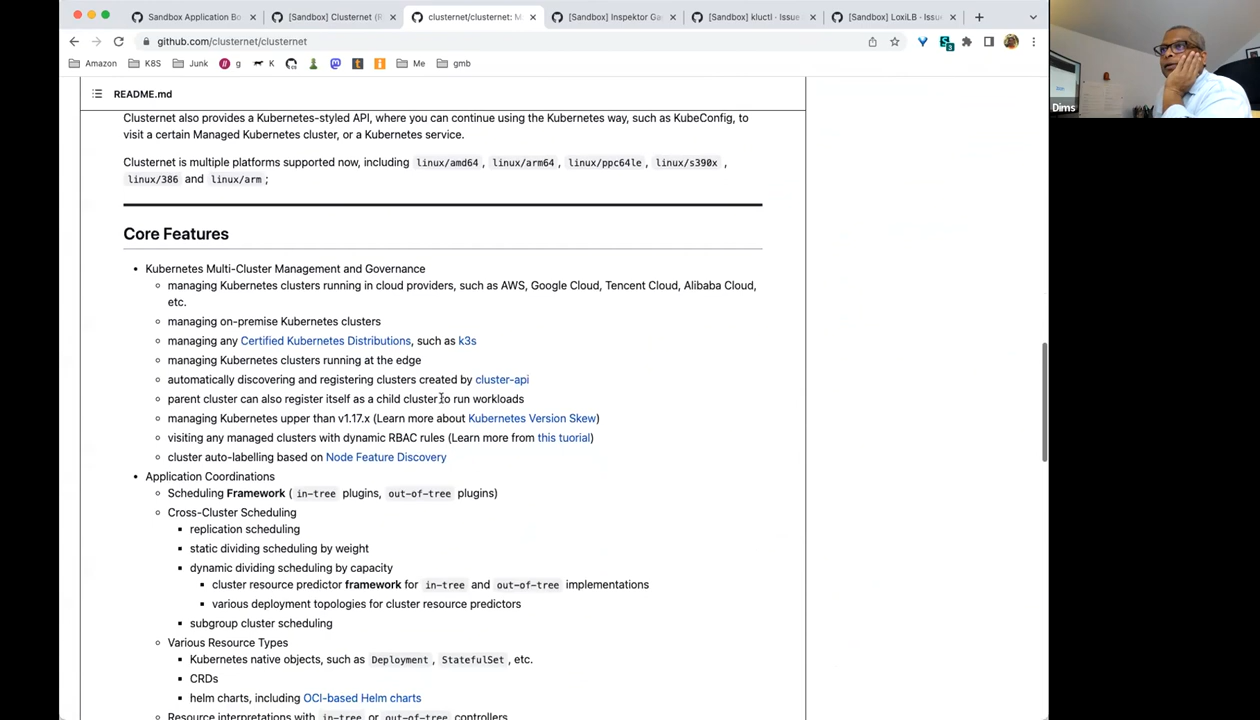 Sandbox Application Bo
[Sandbox] Clusternet (R
clusternet/clusternet: M
[Sandbox] Inspektor Ga
[Sandbox] kluctl · Issue
[Sandbox] LoxiLB · Issu
github.com/clusternet/clusternet
Amazon K8S Junk g K Me gmb
Dims
README.md
Clusternet also provides a Kubernetes-styled API, where you can continue using the Kubernetes way, such as KubeConfig, to
visit a certain Managed Kubernetes cluster, or a Kubernetes service.
Clusternet is multiple platforms supported now, including linux/amd64 , linux/arm64 , linux/ppc64le , linux/s390x ,
linux/386 and linux/arm ;
Core Features
• Kubernetes Multi-Cluster Management and Governance
managing Kubernetes clusters running in cloud providers, such as AWS, Google Cloud, Tencent Cloud, Alibaba Cloud,
etc.
managing on-premise Kubernetes clusters
managing any Certified Kubernetes Distributions, such as k3s
managing Kubernetes clusters running at the edge
automatically discovering and registering clusters created by cluster-api
parent cluster can also register itself as a child cluster to run workloads
managing Kubernetes upper than v1.17.x (Learn more about Kubernetes Version Skew)
visiting any managed clusters with dynamic RBAC rules (Learn more from this tuorial)
cluster auto-labelling based on Node Feature Discovery
• Application Coordinations
Scheduling Framework ( in-tree plugins, out-of-tree plugins)
Cross-Cluster Scheduling
replication scheduling
static dividing scheduling by weight
dynamic dividing scheduling by capacity
cluster resource predictor framework for in-tree and out-of-tree implementations
various deployment topologies for cluster resource predictors
subgroup cluster scheduling
Various Resource Types
Kubernetes native objects, such as Deployment , StatefulSet , etc.
CRDs
helm charts, including OCI-based Helm charts
Resource interpretations with in-tree or out-of-tree controllers